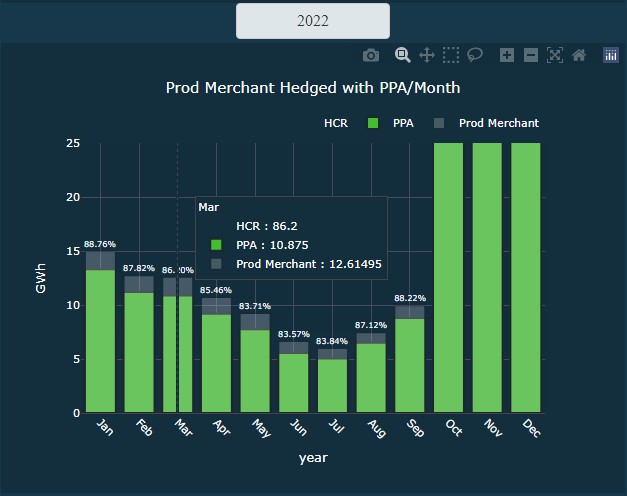 2022
Prod Merchant Hedged with PPA/Month
HCR PPA Prod Merchant
25
20
15
10
5
0
GWh
88.76%
87.82%
86.20%
85.46%
83.71%
83.57%
83.84%
87.12%
88.22%
Mar
HCR : 86.2
PPA : 10.875
Prod Merchant : 12.61495
Jan
Feb
Mar
Apr
May
Jun
Jul
Aug
Sep
Oct
Nov
Dec
year